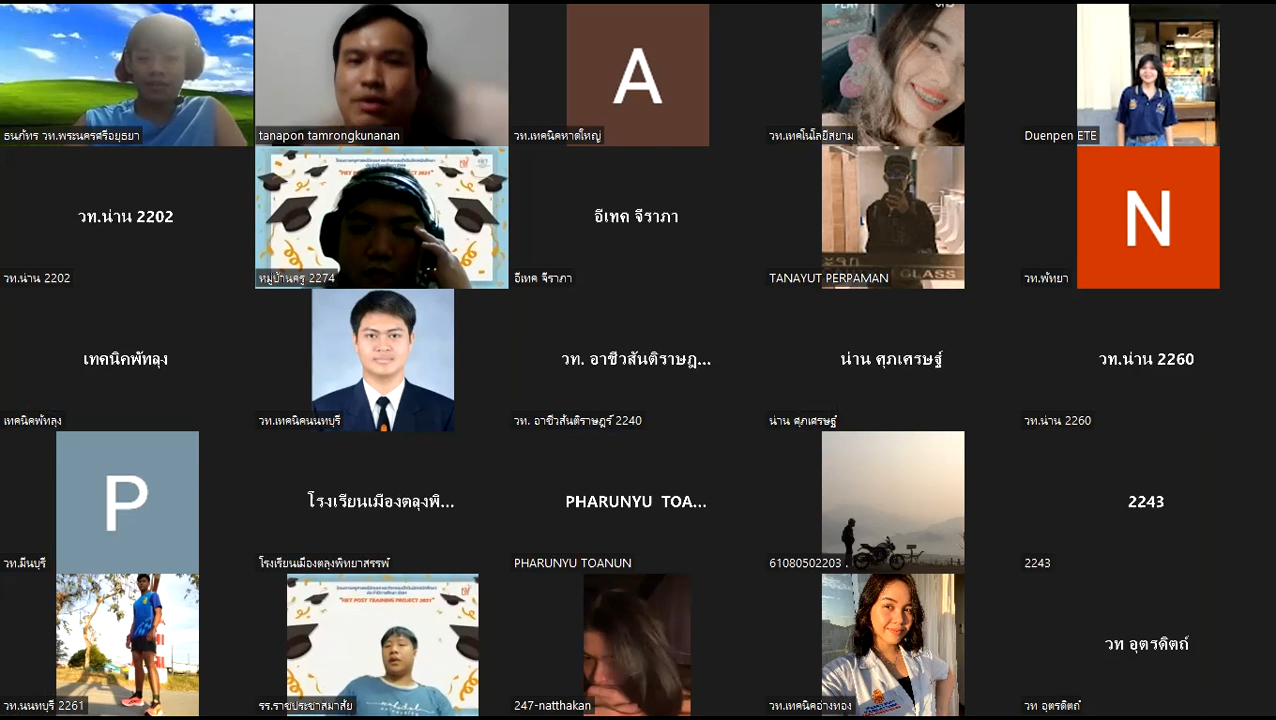 ธนภัทร วท.พระนครศรีอยุธยา
tanapon tamrongkunanan
A
วท.เทคนิคหาดใหญ่
วท.เทคโนโลยีสยาม
Duenpen ETE
วท.น่าน 2202
วท.น่าน 2202
"HET POST TRAINING PROJECT 2021"
หมู่บ้านครู 2274
อีเทค จีราภา
อีเทค จีราภา
GLASS
TANAYUT PERPAMAN
N
วท.พัทยา
เทคนิคพัทลุง
เทคนิคพัทลุง
วท.เทคนิคนนทบุรี
วท. อาชีวสันติราษฎ...
วท. อาชีวสันติราษฎร์ 2240
น่าน ศุภเศรษฐ์
น่าน ศุภเศรษฐ์
วท.น่าน 2260
วท.น่าน 2260
P
วท.มีนบุรี
โรงเรียนเมืองตลุงพิ...
โรงเรียนเมืองตลุงพิทยาสรรพ์
PHARUNYU TOA...
PHARUNYU TOANUN
61080502203 .
2243
2243
วท.นนทบุรี 2261
"HET POST TRAINING PROJECT 2021"
รร.ราชประชาสมาสัย
247-natthakan
วท.เทคนิคอ่างทอง
วท อุตรดิตถ์
วท อุตรดิตถ์